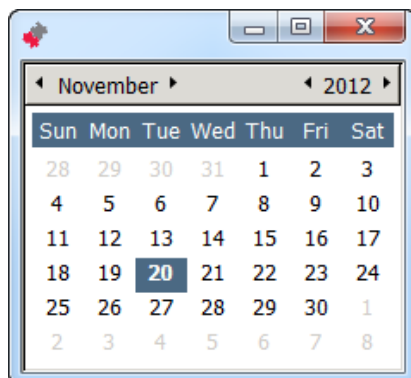 November 2012
Sun Mon Tue Wed Thu Fri Sat
28 29 30 31 1 2 3
4 5 6 7 8 9 10
11 12 13 14 15 16 17
18 19 20 21 22 23 24
25 26 27 28 29 30 1
2 3 4 5 6 7 8